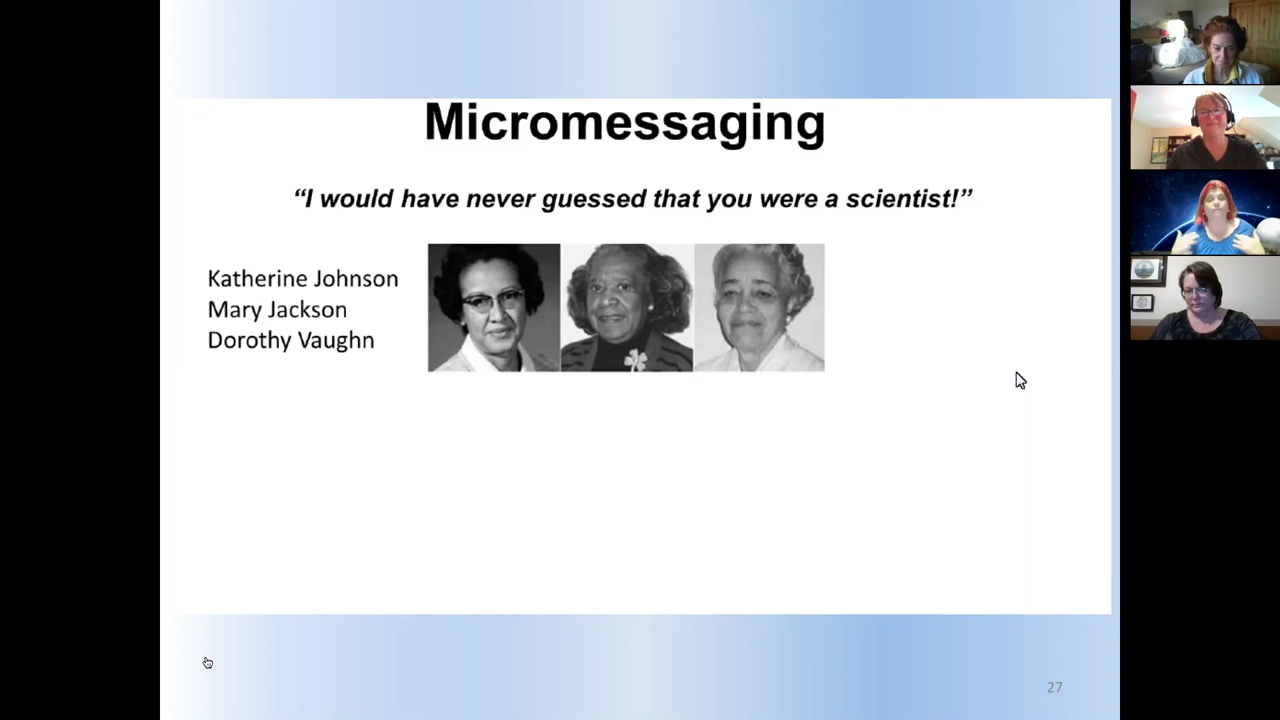 Micromessaging
“I would have never guessed that you were a scientist!”
Katherine Johnson
Mary Jackson
Dorothy Vaughn
27